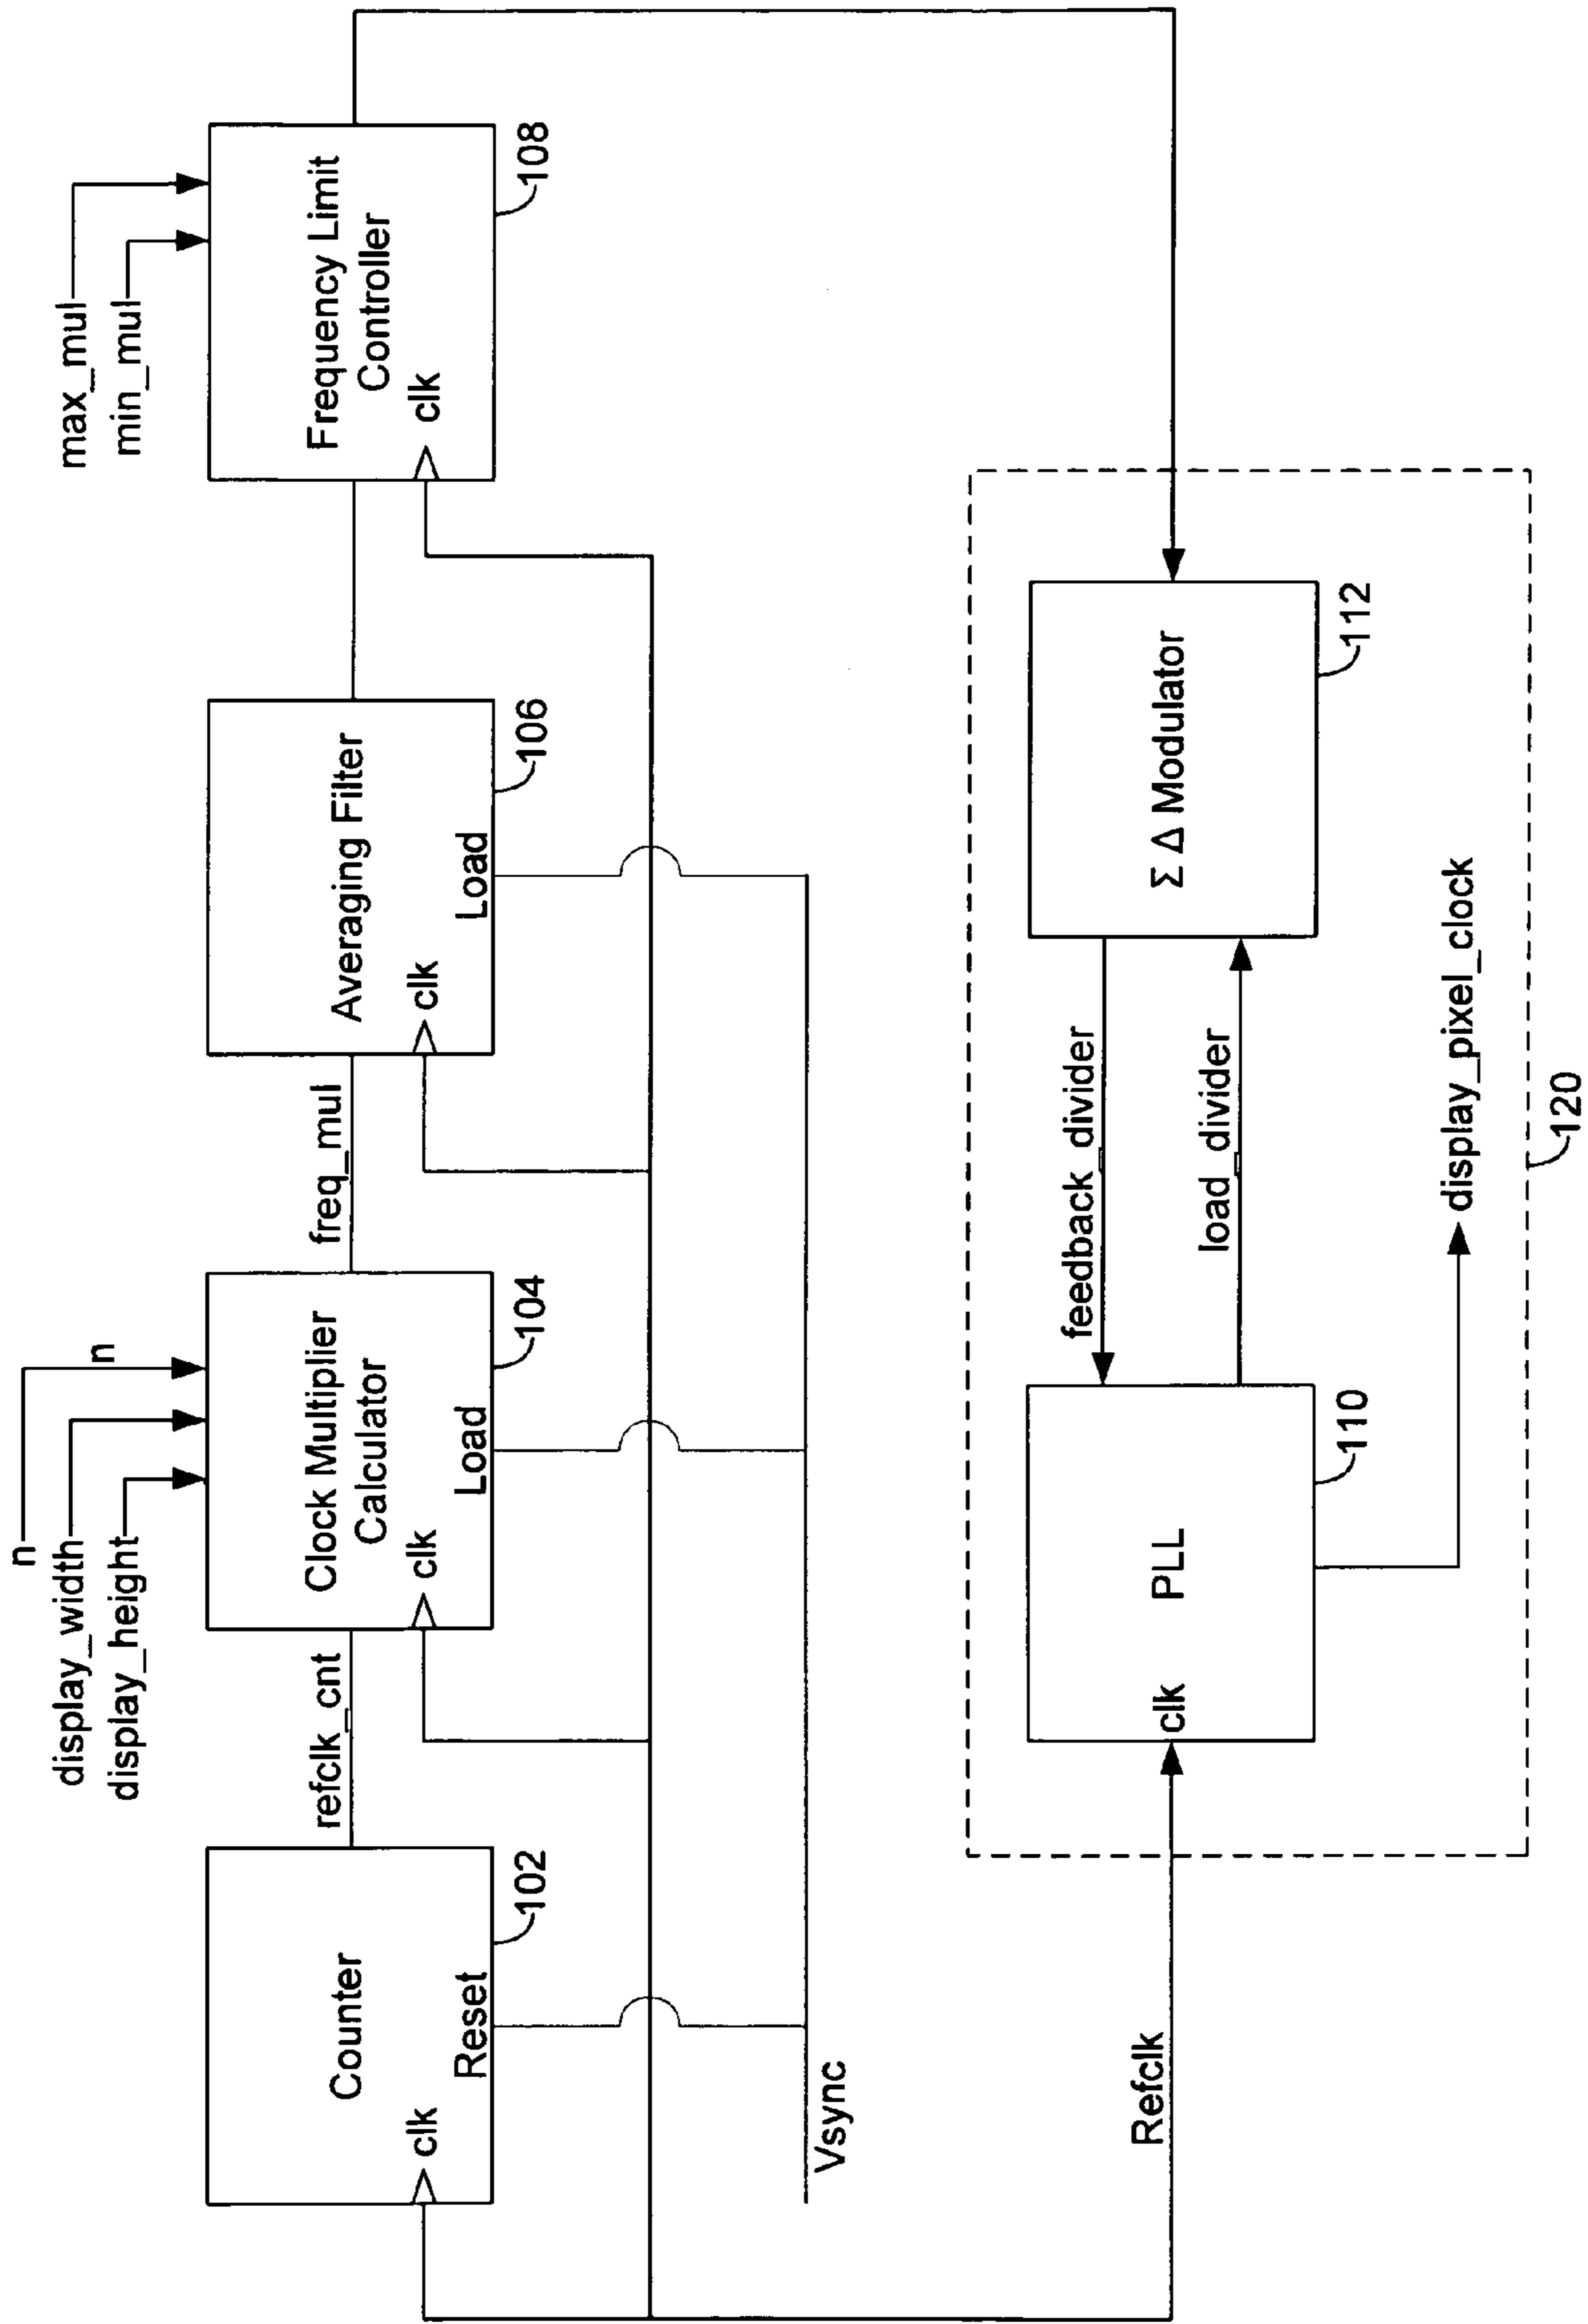 n
display_width
display_height
n
max_mul
min_mul
Counter
clk
Reset
102
refclk_cnt
Clock Multiplier
Calculator
clk
Load
104
freq_mul
Averaging Filter
clk
Load
106
Frequency Limit
Controller
clk
108
Vsync
Refclk
clk
PLL
110
feedback_divider
load_divider
Σ Δ Modulator
112
display_pixel_clock
120